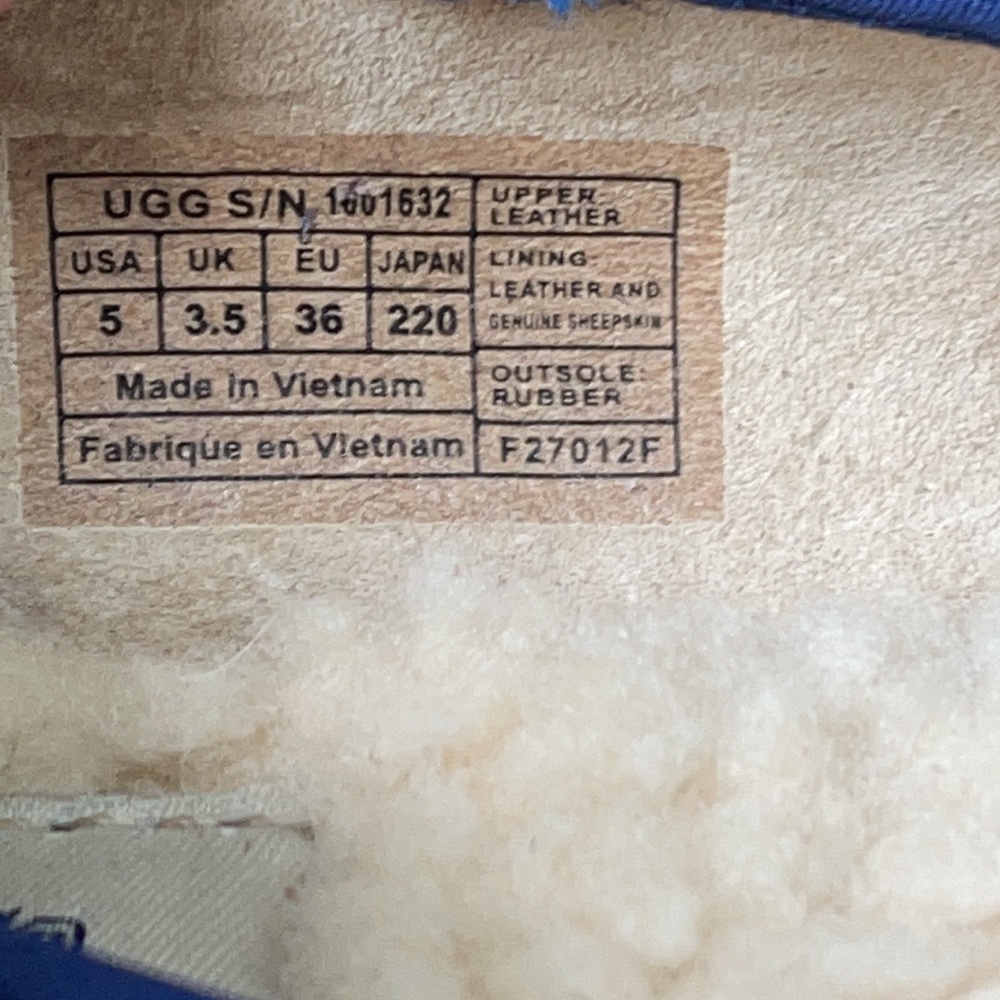 UGG S/N 1001632
USA UK EU JAPAN
5 3.5 36 220
Made in Vietnam
Fabrique en Vietnam
UPPER:
LEATHER
LINING:
LEATHER AND
GENUINE SHEEPSKIN
OUTSOLE:
RUBBER
F27012F